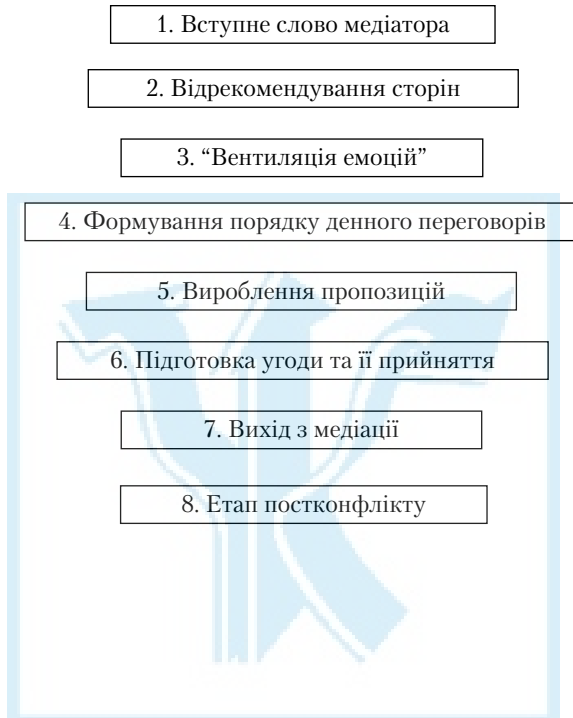 1. Вступне слово медіатора
2. Відрекомендування сторін
3. “Вентиляція емоцій”
4. Формування порядку денного переговорів
5. Вироблення пропозицій
6. Підготовка угоди та її прийняття
7. Вихід з медіації
8. Етап постконфлікту